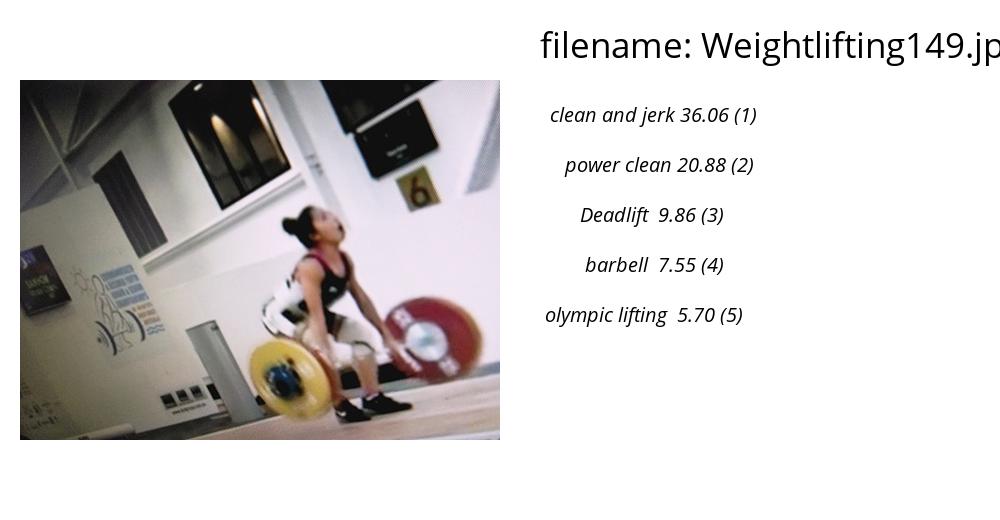 filename: Weightlifting149.jp
clean and jerk 36.06 (1)
power clean 20.88 (2)
Deadlift 9.86 (3)
barbell 7.55 (4)
olympic lifting 5.70 (5)
6